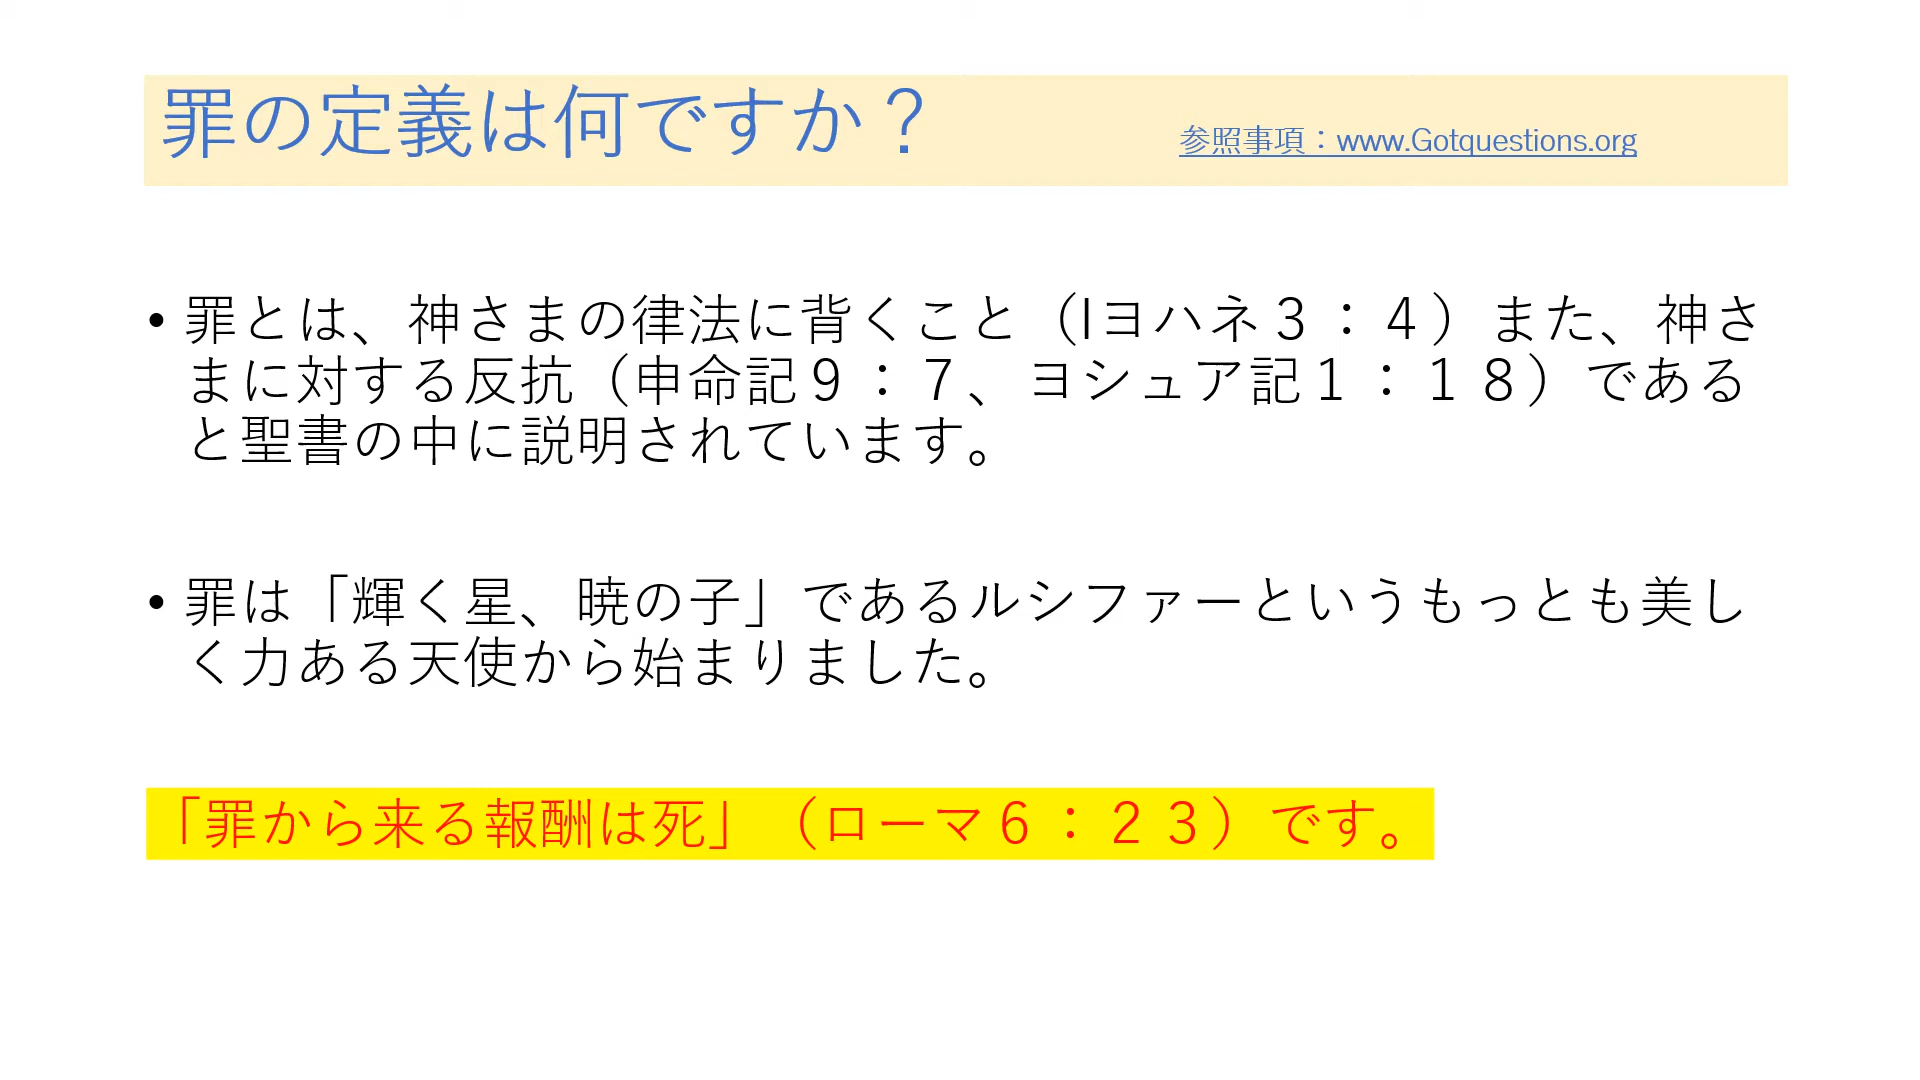 罪の定義は何ですか？
参照事項：www.Gotquestions.org
• 罪とは、神さまの律法に背くこと（Iヨハネ３：４）また、神さ
まに対する反抗（申命記９：７、ヨシュア記１：１８）である
と聖書の中に説明されています。
• 罪は「輝く星、暁の子」であるルシファーというもっとも美し
く力ある天使から始まりました。
「罪から来る報酬は死」（ローマ６：２３）です。